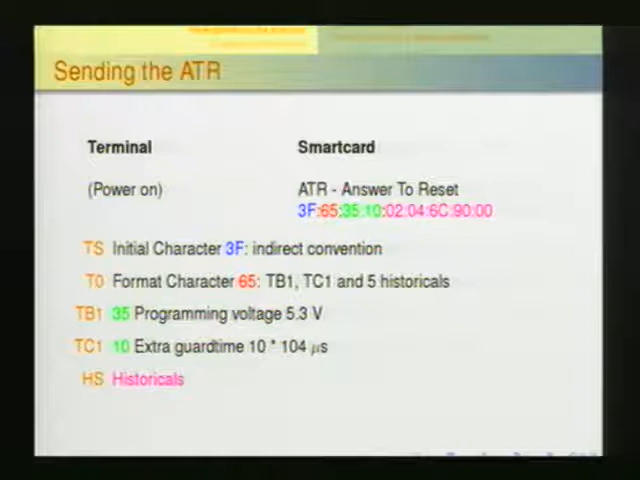 Sending the ATR
Terminal Smartcard
(Power on) ATR - Answer To Reset
3F:65:35:10:02:04:6C:90:00
TS Initial Character 3F: indirect convention
T0 Format Character 65: TB1, TC1 and 5 historicals
TB1 35 Programming voltage 5.3 V
TC1 10 Extra guardtime 10 * 104 μs
HS Historicals